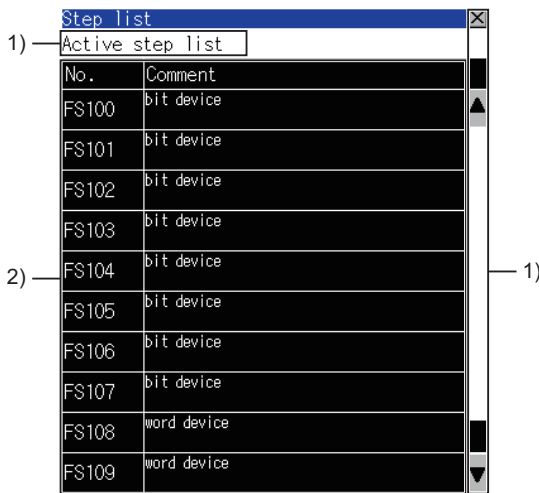 Step list
1) Active step list
No. Comment
FS100 bit device
FS101 bit device
FS102 bit device
FS103 bit device
2) FS104 bit device 1)
FS105 bit device
FS106 bit device
FS107 bit device
FS108 word device
FS109 word device